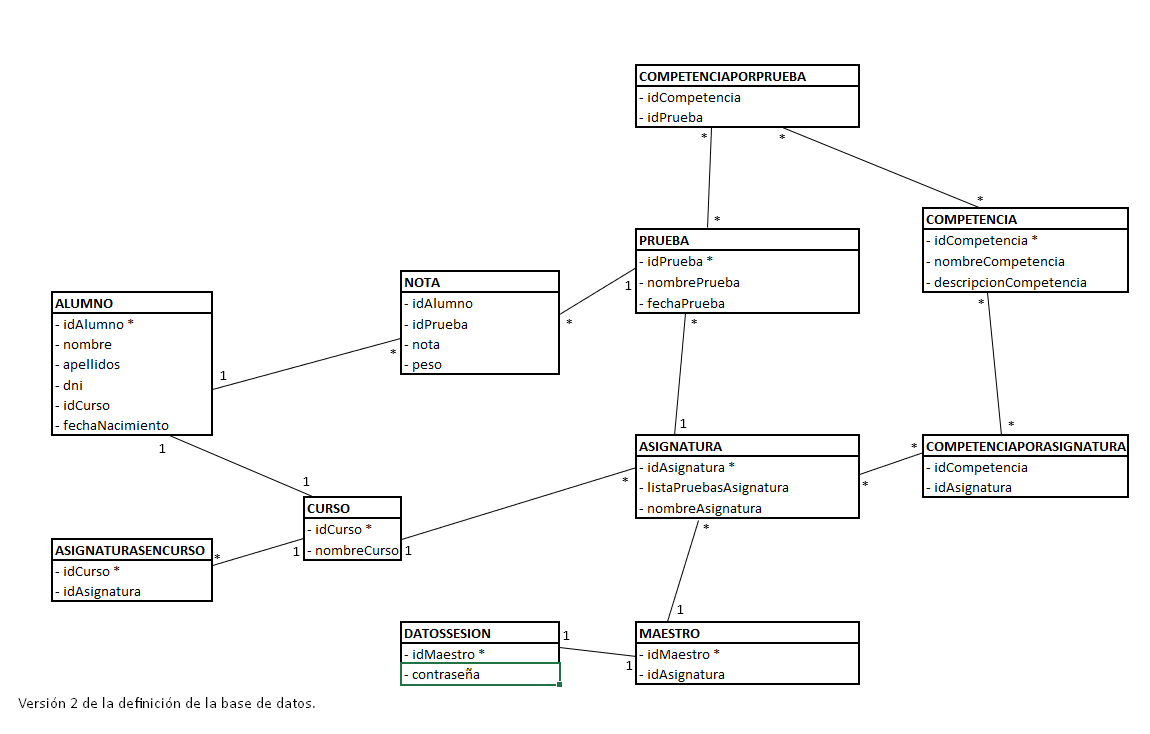 COMPETENCIAPORPRUEBA
- idCompetencia
- idPrueba
*
*
*
*
COMPETENCIA
- idCompetencia *
- nombreCompetencia
- descripcionCompetencia
*
PRUEBA
- idPrueba *
- nombrePrueba
- fechaPrueba
1
*
NOTA
- idAlumno
- idPrueba
- nota
- peso
*
*
ALUMNO
- idAlumno *
- nombre
- apellidos
- dni
- idCurso
- fechaNacimiento
1
1
1
*
1
ASIGNATURA
- idAsignatura *
- listaPruebasAsignatura
- nombreAsignatura
*
*
*
*
COMPETENCIAPORASIGNATURA
- idCompetencia
- idAsignatura
CURSO
- idCurso *
- nombreCurso
1
1
ASIGNATURASENCURSO
- idCurso *
- idAsignatura
*
1
DATOSSESION
- idMaestro *
- contraseña
1
1
MAESTRO
- idMaestro *
- idAsignatura
Versión 2 de la definición de la base de datos.